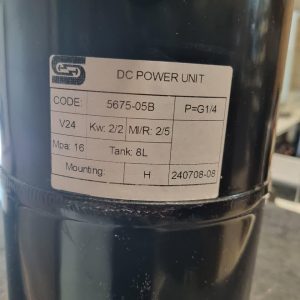 DC POWER UNIT
CODE: 5675-05B P=G1/4
V24 Kw: 2/2 Ml/R: 2/5
Mpa: 16 Tank: 8L
Mounting: H 240708-08